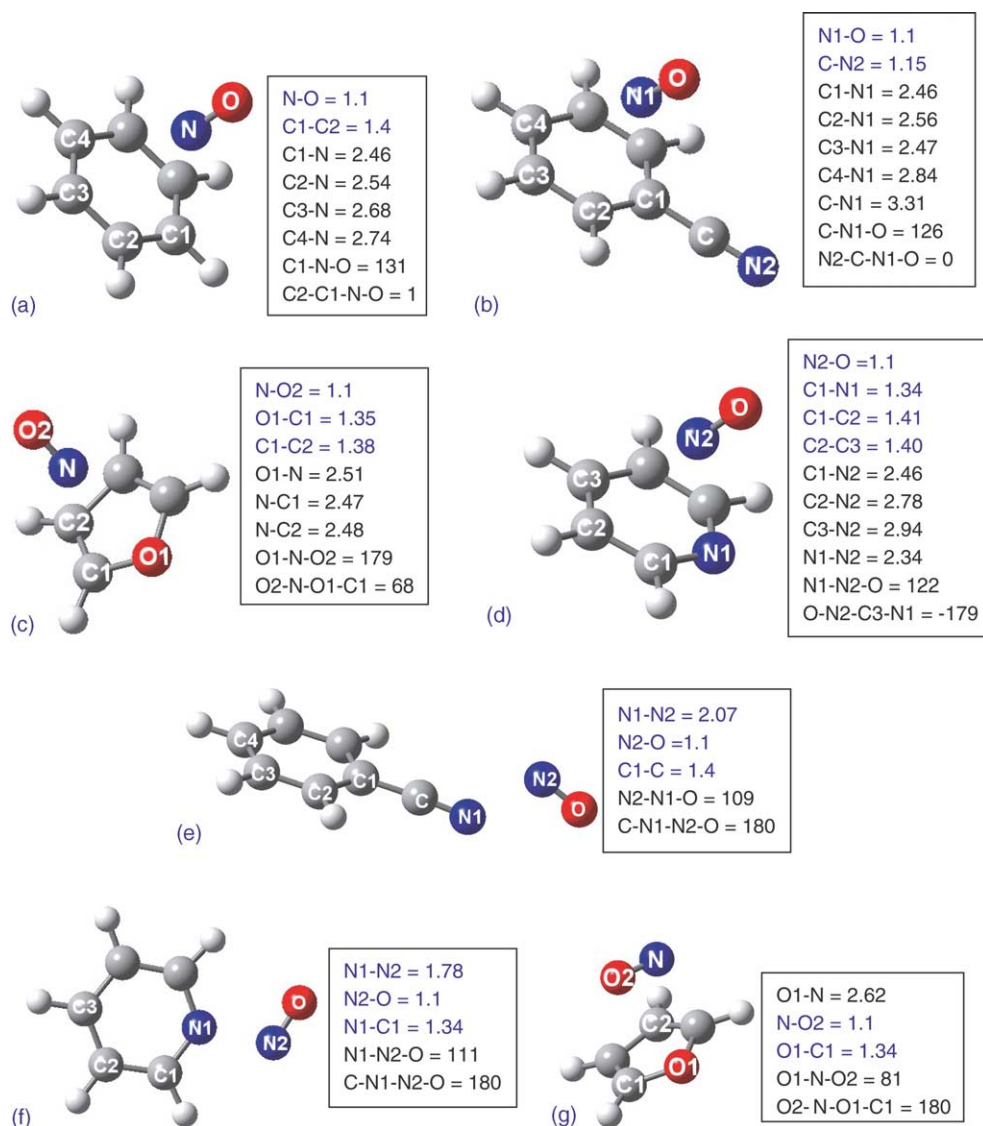 O
N
C4
C3
C2
C1
(a)
N-O = 1.1
C1-C2 = 1.4
C1-N = 2.46
C2-N = 2.54
C3-N = 2.68
C4-N = 2.74
C1-N-O = 131
C2-C1-N-O = 1
O
N1
C4
C3
C2
C1
C
N2
(b)
N1-O = 1.1
C-N2 = 1.15
C1-N1 = 2.46
C2-N1 = 2.56
C3-N1 = 2.47
C4-N1 = 2.84
C-N1 = 3.31
C-N1-O = 126
N2-C-N1-O = 0
O2
N
C2
C1
O1
(c)
N-O2 = 1.1
O1-C1 = 1.35
C1-C2 = 1.38
O1-N = 2.51
N-C1 = 2.47
N-C2 = 2.48
O1-N-O2 = 179
O2-N-O1-C1 = 68
O
N2
C3
C2
C1
N1
(d)
N2-O =1.1
C1-N1 = 1.34
C1-C2 = 1.41
C2-C3 = 1.40
C1-N2 = 2.46
C2-N2 = 2.78
C3-N2 = 2.94
N1-N2 = 2.34
N1-N2-O = 122
O-N2-C3-N1 = -179
C4
C3
C2
C1
C
N1
N2
O
(e)
N1-N2 = 2.07
N2-O =1.1
C1-C = 1.4
N2-N1-O = 109
C-N1-N2-O = 180
C3
C2
C1
N1
O
N2
(f)
N1-N2 = 1.78
N2-O = 1.1
N1-C1 = 1.34
N1-N2-O = 111
C-N1-N2-O = 180
N
O2
C2
C1
O1
(g)
O1-N = 2.62
N-O2 = 1.1
O1-C1 = 1.34
O1-N-O2 = 81
O2- N-O1-C1 = 180